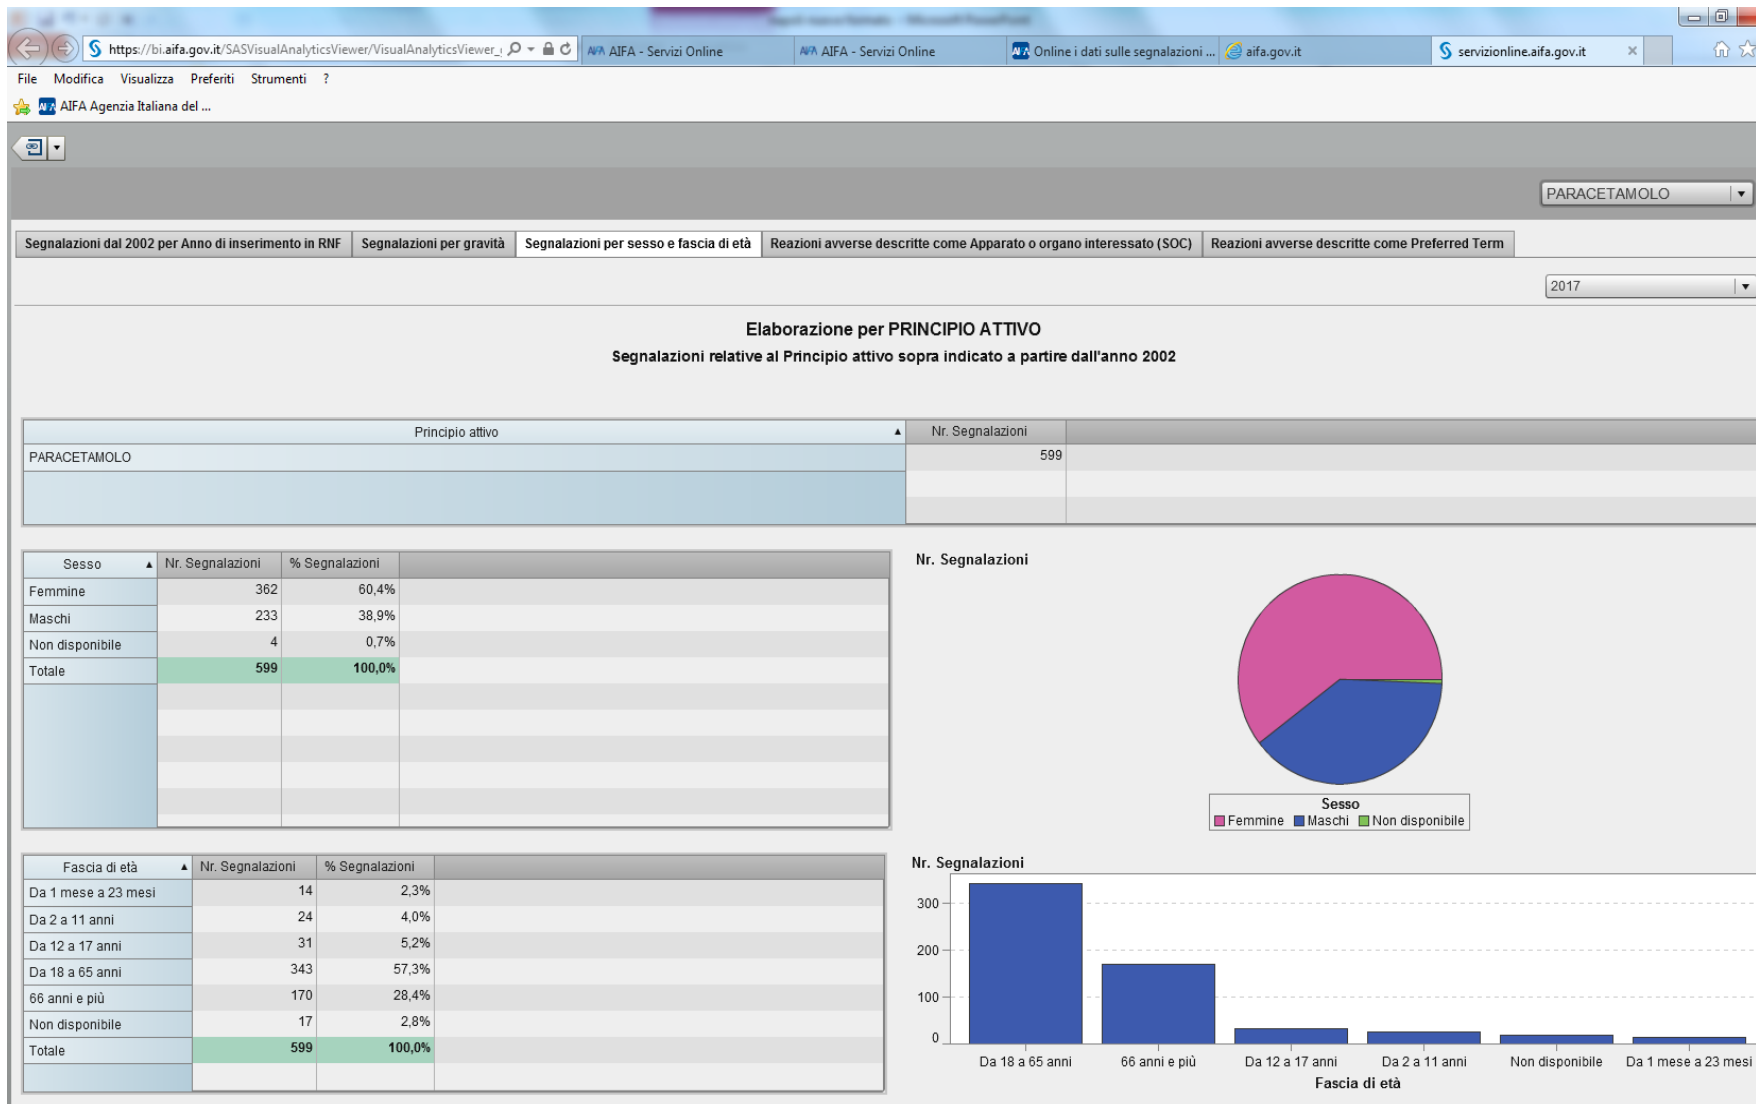 https://bi.aifa.gov.it/SASVisualAnalyticsViewer/VisualAnalyticsViewer_
AIFA - Servizi Online
AIFA - Servizi Online
Online i dati sulle segnalazioni ...
aifa.gov.it
servizionline.aifa.gov.it
File Modifica Visualizza Preferiti Strumenti ?
AIFA Agenzia Italiana del ...
PARACETAMOLO
Segnalazioni dal 2002 per Anno di inserimento in RNF
Segnalazioni per gravità
Segnalazioni per sesso e fascia di età
Reazioni avverse descritte come Apparato o organo interessato (SOC)
Reazioni avverse descritte come Preferred Term
2017
Elaborazione per PRINCIPIO ATTIVO
Segnalazioni relative al Principio attivo sopra indicato a partire dall'anno 2002
Principio attivo Nr. Segnalazioni
PARACETAMOLO 599
Sesso Nr. Segnalazioni % Segnalazioni
Femmine 362 60,4%
Maschi 233 38,9%
Non disponibile 4 0,7%
Totale 599 100,0%
Nr. Segnalazioni
Sesso
Femmine Maschi Non disponibile
Fascia di età Nr. Segnalazioni % Segnalazioni
Da 1 mese a 23 mesi 14 2,3%
Da 2 a 11 anni 24 4,0%
Da 12 a 17 anni 31 5,2%
Da 18 a 65 anni 343 57,3%
66 anni e più 170 28,4%
Non disponibile 17 2,8%
Totale 599 100,0%
Nr. Segnalazioni
300
200
100
0
Da 18 a 65 anni 66 anni e più Da 12 a 17 anni Da 2 a 11 anni Non disponibile Da 1 mese a 23 mesi
Fascia di età